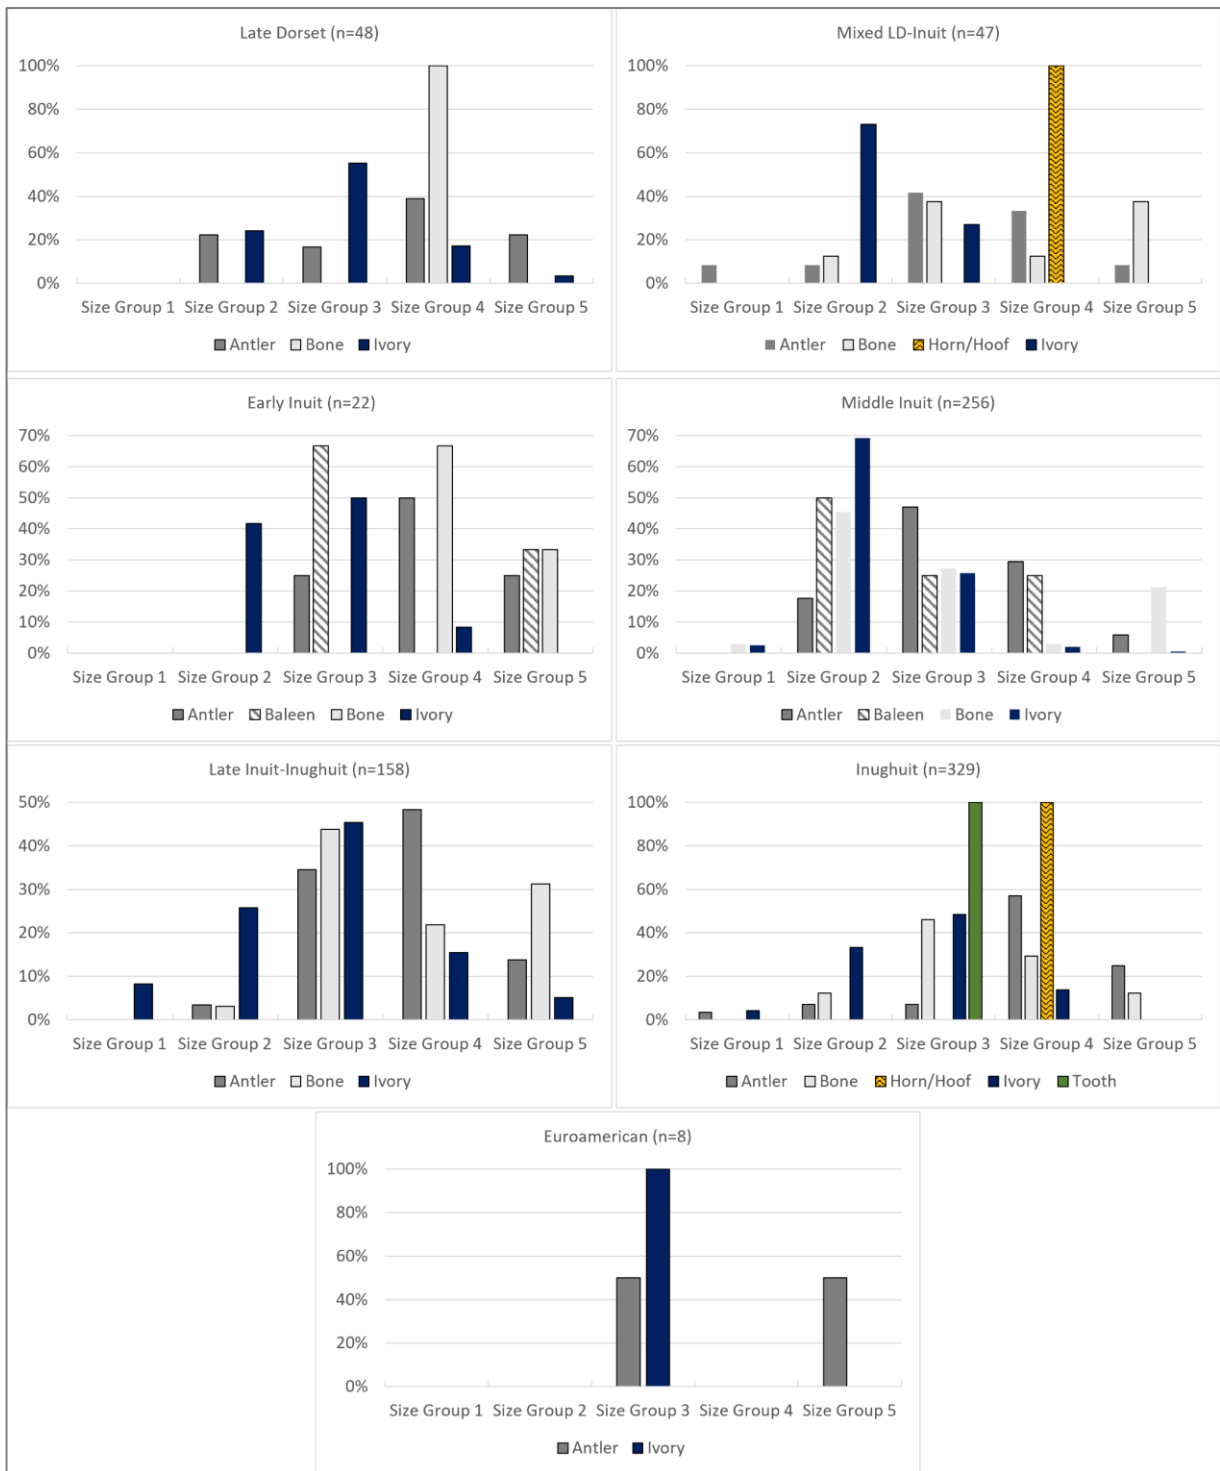 Late Dorset (n=48)
100%
80%
60%
40%
20%
0%
Size Group 1 Size Group 2 Size Group 3 Size Group 4 Size Group 5
Antler Bone Ivory
Mixed LD-Inuit (n=47)
100%
80%
60%
40%
20%
0%
Size Group 1 Size Group 2 Size Group 3 Size Group 4 Size Group 5
Antler Bone Horn/Hoof Ivory
Early Inuit (n=22)
70%
60%
50%
40%
30%
20%
10%
0%
Size Group 1 Size Group 2 Size Group 3 Size Group 4 Size Group 5
Antler Baleen Bone Ivory
Middle Inuit (n=256)
70%
60%
50%
40%
30%
20%
10%
0%
Size Group 1 Size Group 2 Size Group 3 Size Group 4 Size Group 5
Antler Baleen Bone Ivory
Late Inuit-Inughuit (n=158)
50%
40%
30%
20%
10%
0%
Size Group 1 Size Group 2 Size Group 3 Size Group 4 Size Group 5
Antler Bone Ivory
Inughuit (n=329)
100%
80%
60%
40%
20%
0%
Size Group 1 Size Group 2 Size Group 3 Size Group 4 Size Group 5
Antler Bone Horn/Hoof Ivory Tooth
Euroamerican (n=8)
100%
80%
60%
40%
20%
0%
Size Group 1 Size Group 2 Size Group 3 Size Group 4 Size Group 5
Antler Ivory